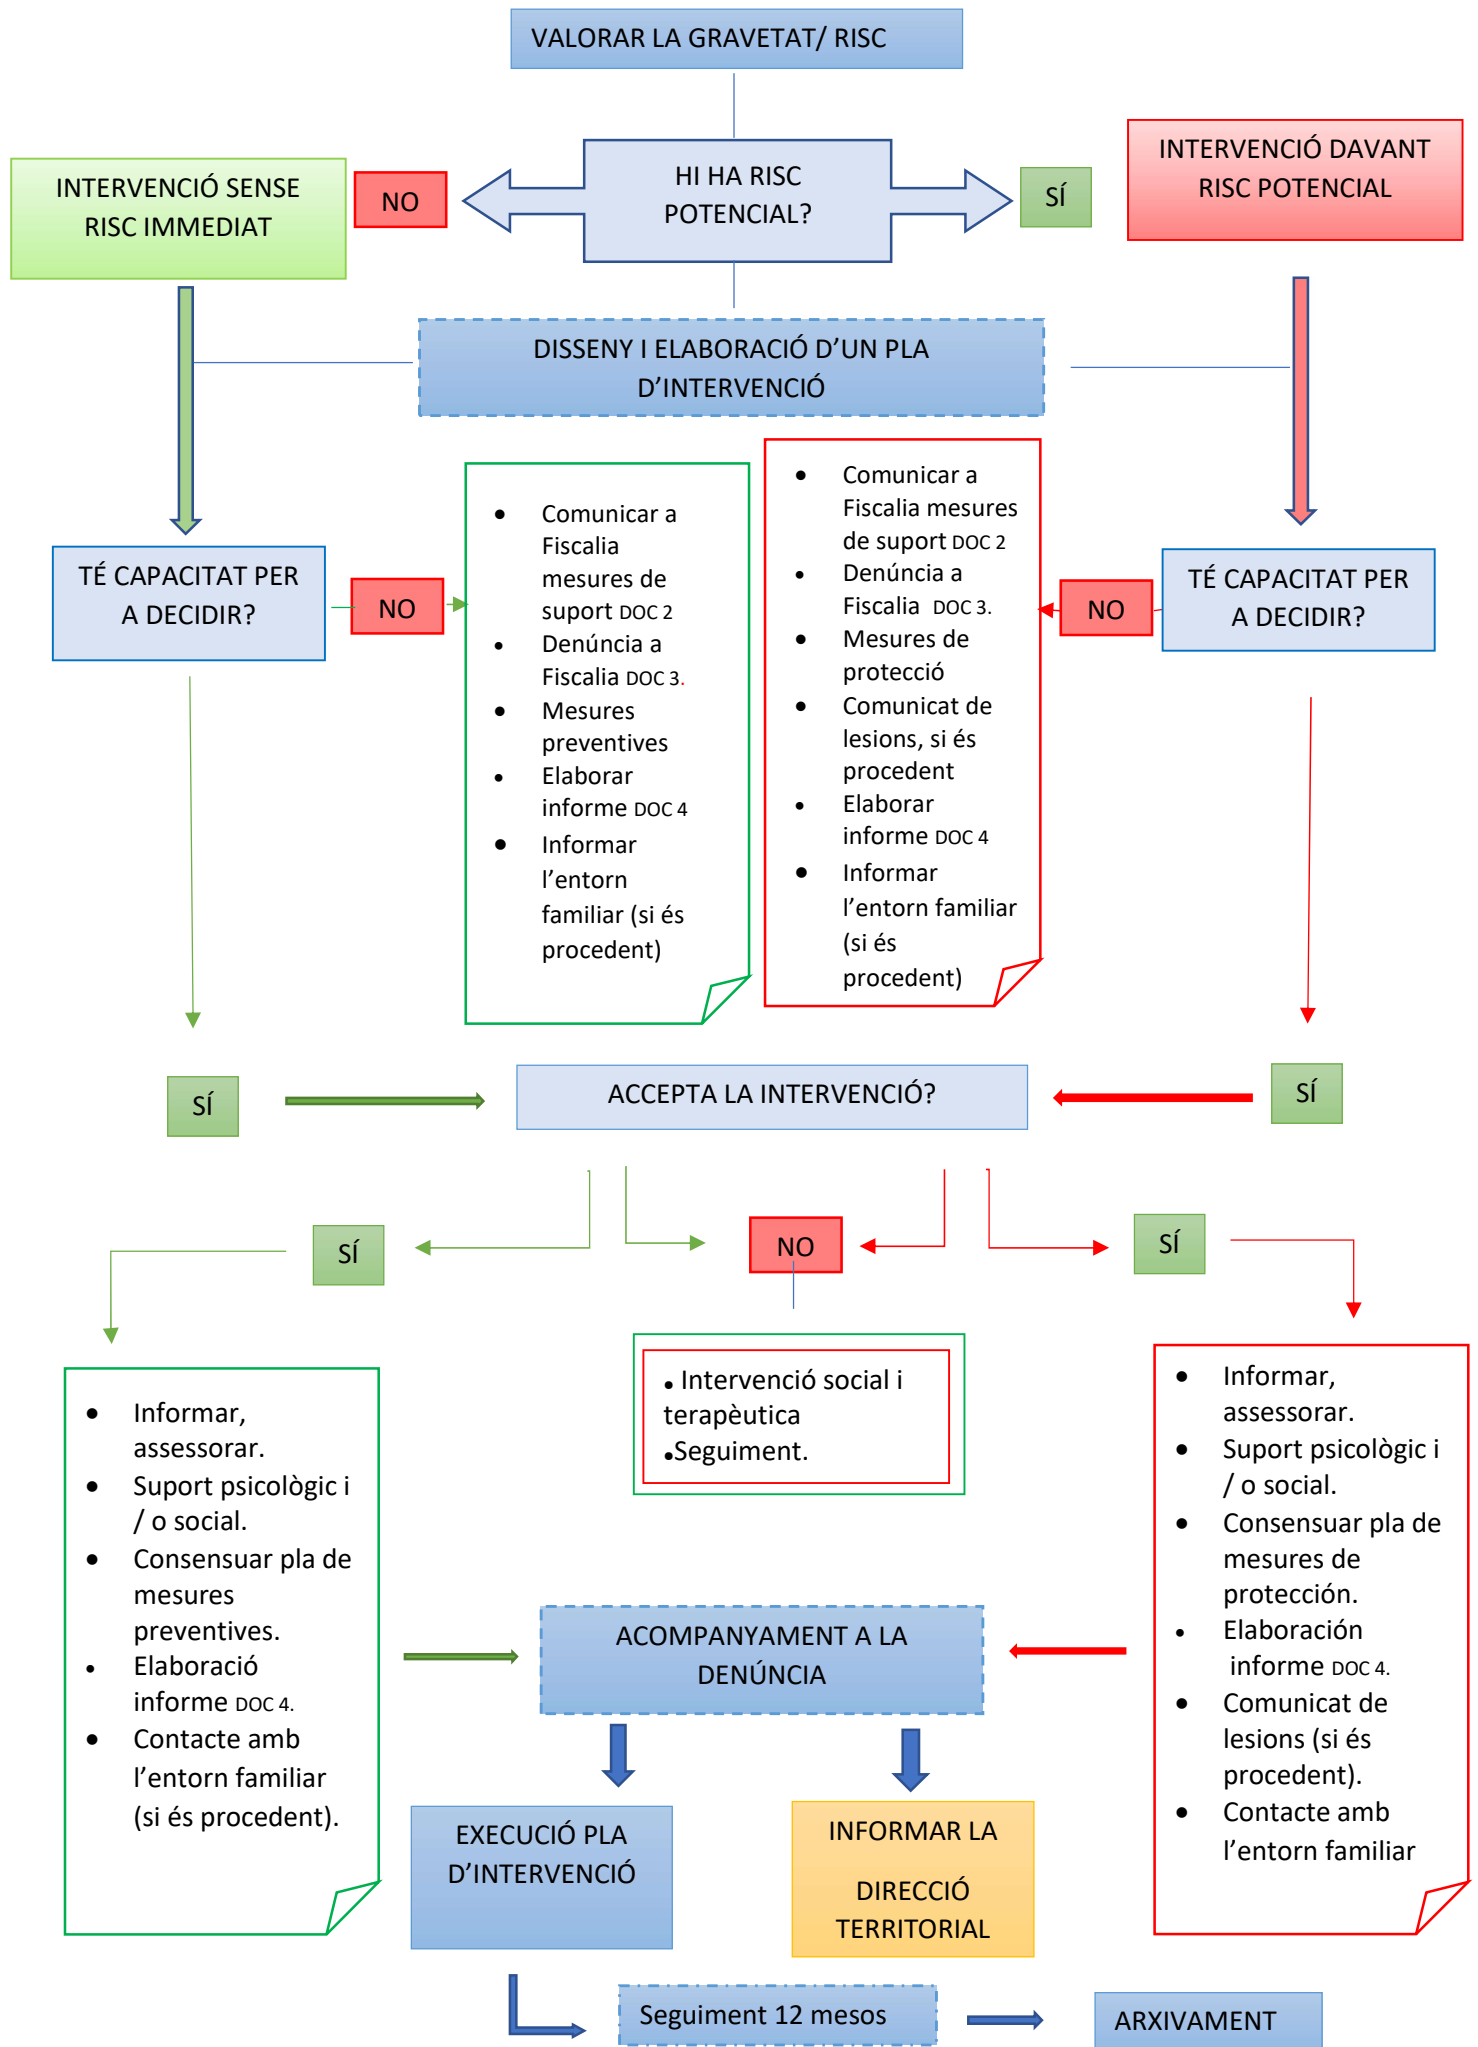 VALORAR LA GRAVETAT/ RISC
INTERVENCIÓ SENSE
RISC IMMEDIAT
NO
HI HA RISC
POTENCIAL?
SÍ
INTERVENCIÓ DAVANT
RISC POTENCIAL
DISSENY I ELABORACIÓ D’UN PLA
D’INTERVENCIÓ
TÉ CAPACITAT PER
A DECIDIR?
NO
• Comunicar a
Fiscalia
mesures de
suport DOC 2
• Denúncia a
Fiscalia DOC 3.
• Mesures
preventives
• Elaborar
informe DOC 4
• Informar
l’entorn
familiar (si és
procedent)
• Comunicar a
Fiscalia mesures
de suport DOC 2
• Denúncia a
Fiscalia DOC 3.
• Mesures de
protecció
• Comunicat de
lesions, si és
procedent
• Elaborar
informe DOC 4
• Informar
l’entorn familiar
(si és
procedent)
NO
TÉ CAPACITAT PER
A DECIDIR?
SÍ
ACCEPTA LA INTERVENCIÓ?
SÍ
SÍ
NO
SÍ
• Informar,
assessorar.
• Suport psicològic i
/ o social.
• Consensuar pla de
mesures
preventives.
• Elaboració
informe DOC 4.
• Contacte amb
l’entorn familiar
(si és procedent).
• Intervenció social i
terapèutica
•Seguiment.
• Informar,
assessorar.
• Suport psicològic i
/ o social.
• Consensuar pla de
mesures de
protección.
• Elaboración
informe DOC 4.
• Comunicat de
lesions (si és
procedent).
• Contacte amb
l’entorn familiar
ACOMPANYAMENT A LA
DENÚNCIA
EXECUCIÓ PLA
D’INTERVENCIÓ
INFORMAR LA
DIRECCIÓ
TERRITORIAL
Seguiment 12 mesos
ARXIVAMENT